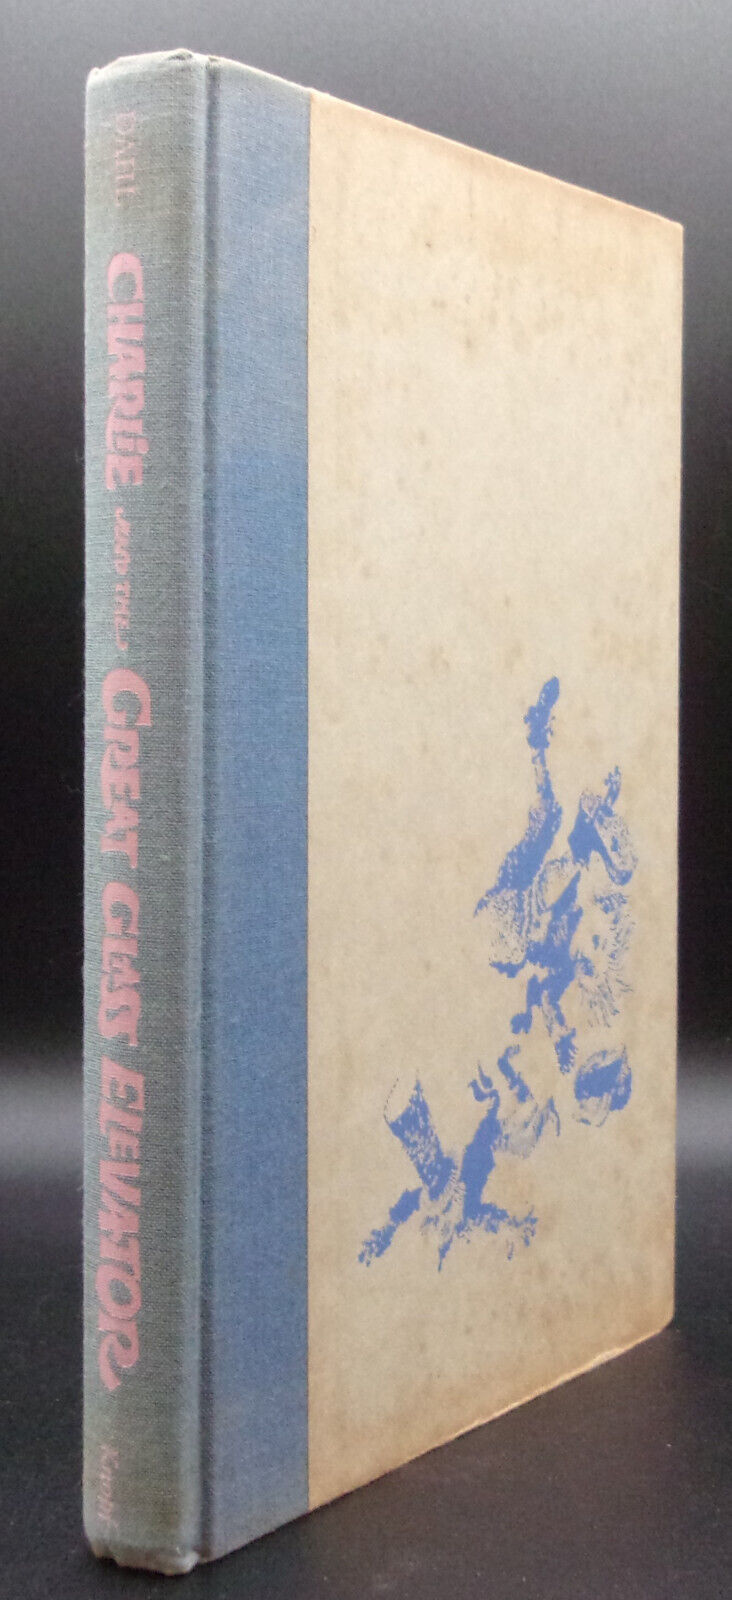 DAHL CHARLIE AND THE GREAT GLASS ELEVATOR Knopf